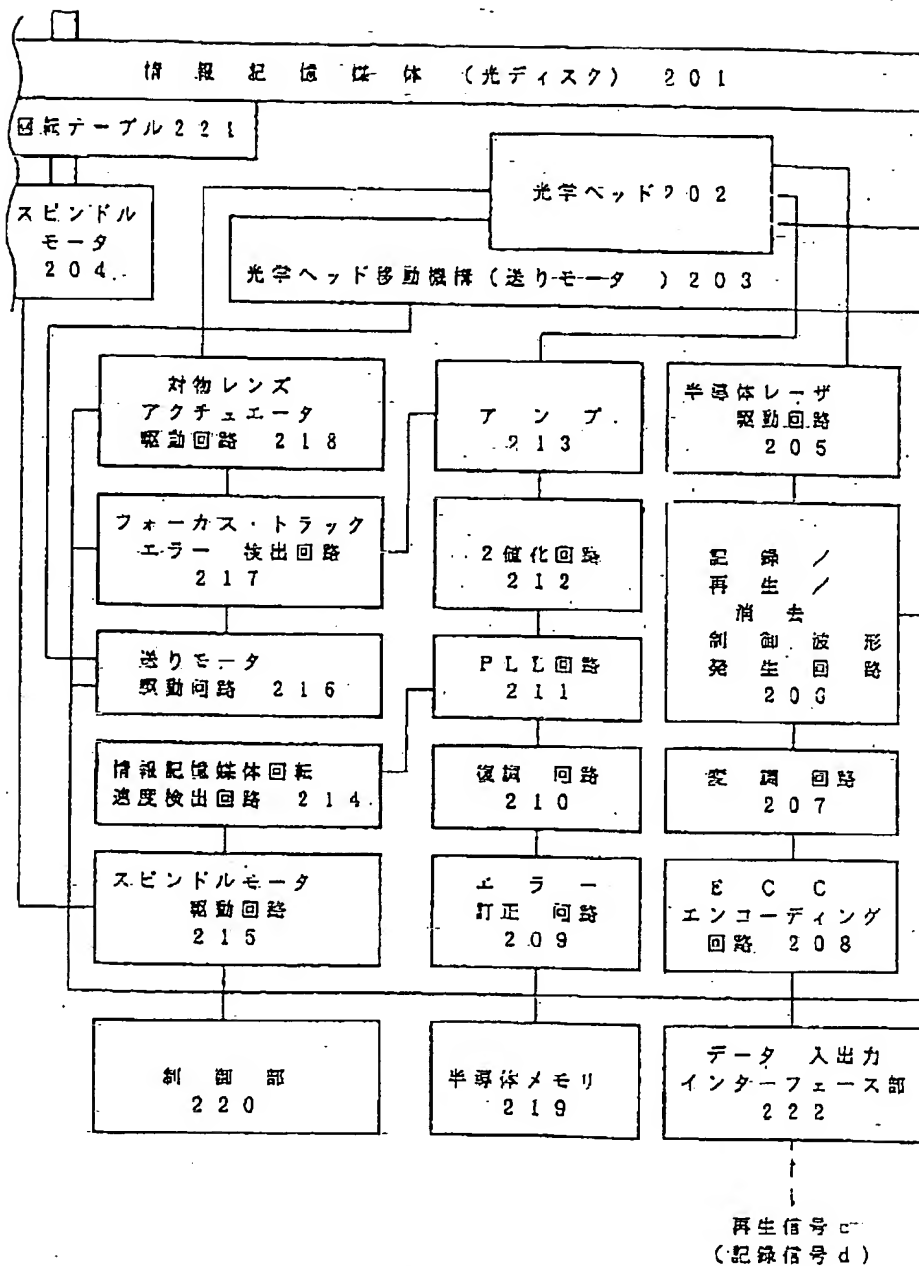 情報記憶媒体(光ディスク) 201
回転テーブル221
光学ヘッド202
スピンドル
モータ
204
光学ヘッド移動機構(送りモータ)203
対物レンズ
アクチュエータ
駆動回路 218
アンプ
213
半導体レーザ
駆動回路
205
フォーカス・トラック
エラー 検出回路
217
2値化回路
212
記録/
再生/
消去
制御波形
発生回路
206
送りモータ
駆動回路 216
PLL回路
211
情報記憶媒体回転
速度検出回路 214
復調 回路
210
変調回路
207
スピンドルモータ
駆動回路
215
エラー
訂正 回路
209
ECC
エンコーディング
回路 208
制御部
220
半導体メモリ
219
データ 入出力
インターフェース部
222
再生信号c
(記録信号d)